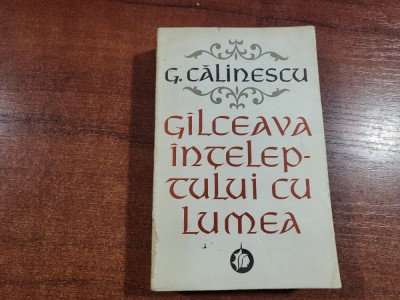 G. CĂLINESCU
GÎLCEAVA
ÎNŢELEP-
TULUI CU
LUMEA